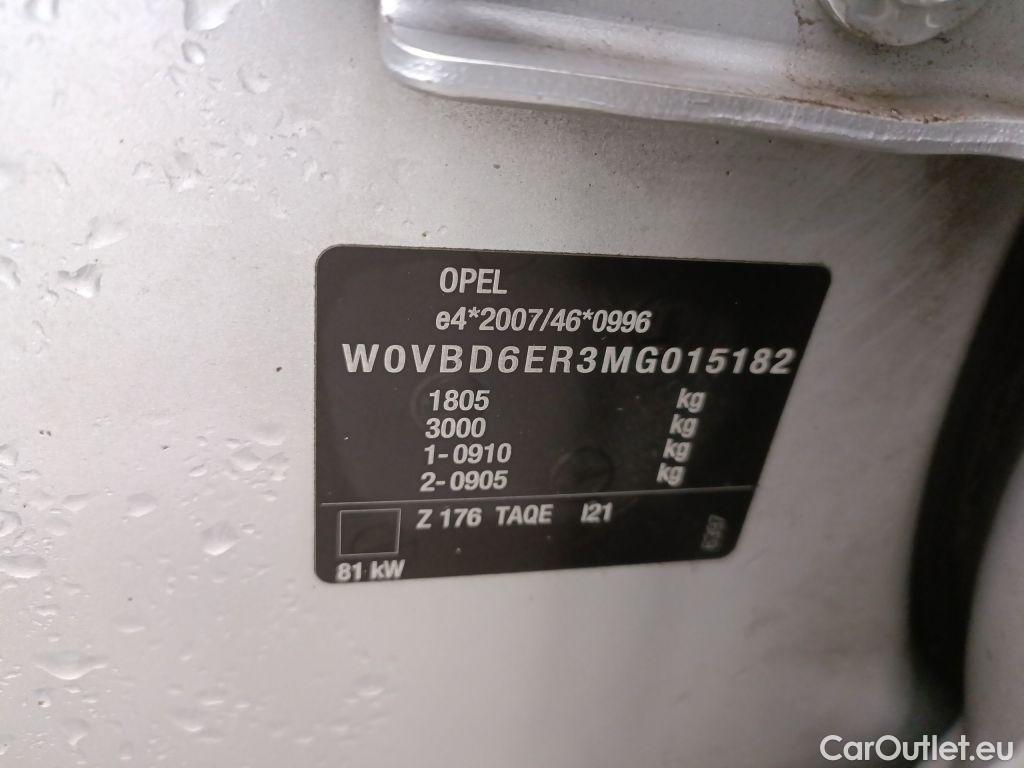 OPEL
e4*2007/46*0996
W0VBD6ER3MG015182
1805 kg
3000 kg
1-0910 kg
2-0905 kg
Z 176 TAQE I21
81 kW
CarOutlet.eu